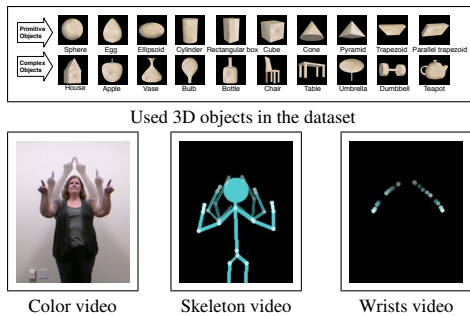 Primitive
Objects
Sphere Egg Ellipsoid Cylinder Rectangular box Cube Cone Pyramid Trapezoid Parallel trapezoid
Complex
Objects
House Apple Vase Bulb Bottle Chair Table Umbrella Dumbbell Teapot
Used 3D objects in the dataset
Color video Skeleton video Wrists video